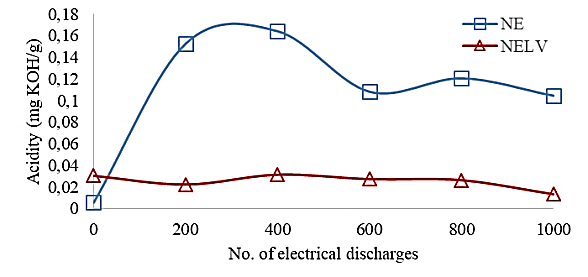 0,18
0,16
0,14
0,12
0,1
0,08
0,06
0,04
0,02
0
Acidity (mg KOH/g)
NE
NELV
0 200 400 600 800 1000
No. of electrical discharges